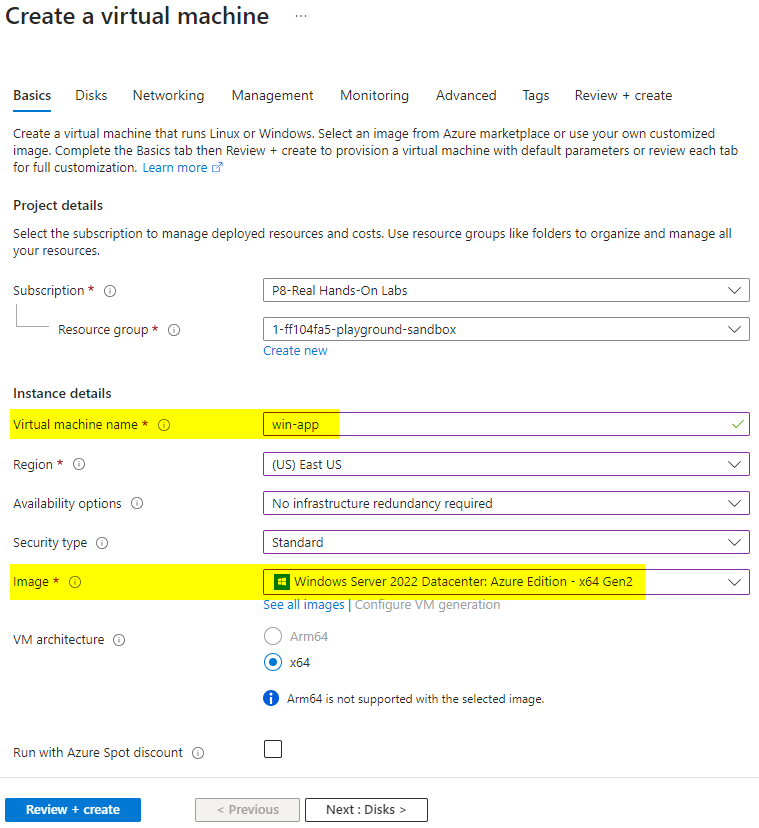 Create a virtual machine ...
Basics Disks Networking Management Monitoring Advanced Tags Review + create
Create a virtual machine that runs Linux or Windows. Select an image from Azure marketplace or use your own customized
image. Complete the Basics tab then Review + create to provision a virtual machine with default parameters or review each tab
for full customization. Learn more
Project details
Select the subscription to manage deployed resources and costs. Use resource groups like folders to organize and manage all
your resources.
Subscription * P8-Real Hands-On Labs
Resource group * 1-ff104fa5-playground-sandbox
Create new
Instance details
Virtual machine name * win-app
Region * (US) East US
Availability options No infrastructure redundancy required
Security type Standard
Image * Windows Server 2022 Datacenter: Azure Edition - x64 Gen2
See all images | Configure VM generation
VM architecture Arm64
x64
Arm64 is not supported with the selected image.
Run with Azure Spot discount
Review + create < Previous Next : Disks >